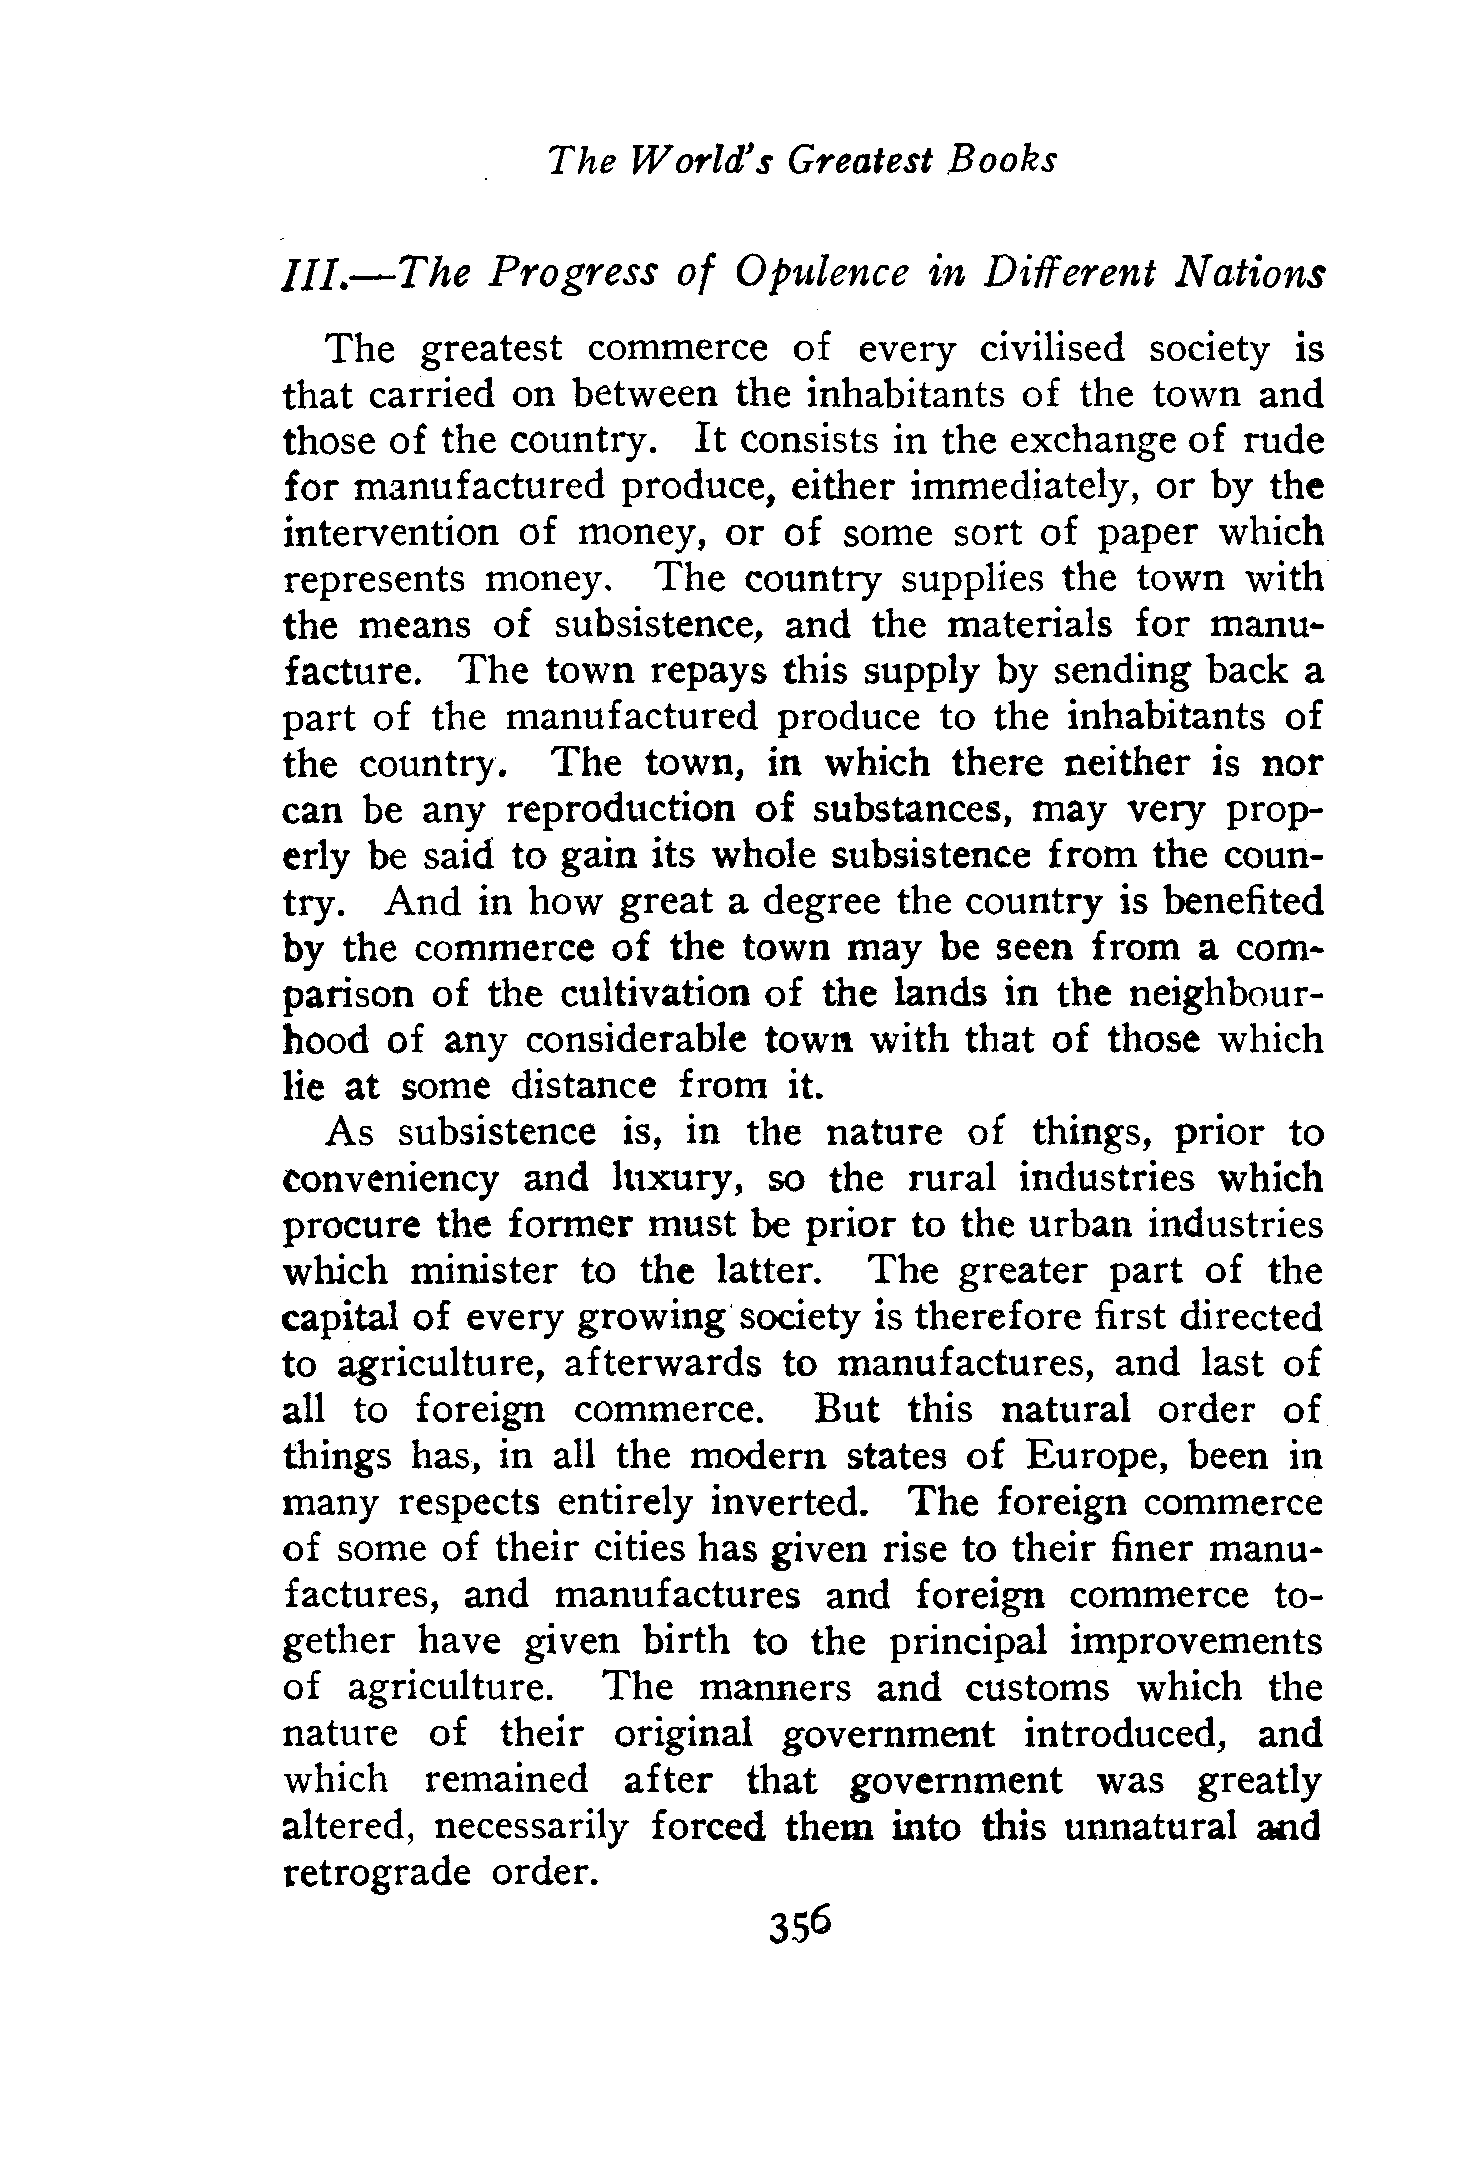 The World's Greatest Books
III.—The Progress of Opulence in Different Nations
The greatest commerce of every civilised society is
that carried on between the inhabitants of the town and
those of the country. It consists in the exchange of rude
for manufactured produce, either immediately, or by the
intervention of money, or of some sort of paper which
represents money. The country supplies the town with
the means of subsistence, and the materials for manu-
facture. The town repays this supply by sending back a
part of the manufactured produce to the inhabitants of
the country. The town, in which there neither is nor
can be any reproduction of substances, may very prop-
erly be said to gain its whole subsistence from the coun-
try. And in how great a degree the country is benefited
by the commerce of the town may be seen from a com-
parison of the cultivation of the lands in the neighbour-
hood of any considerable town with that of those which
lie at some distance from it.
As subsistence is, in the nature of things, prior to
conveniency and luxury, so the rural industries which
procure the former must be prior to the urban industries
which minister to the latter. The greater part of the
capital of every growing society is therefore first directed
to agriculture, afterwards to manufactures, and last of
all to foreign commerce. But this natural order of
things has, in all the modern states of Europe, been in
many respects entirely inverted. The foreign commerce
of some of their cities has given rise to their finer manu-
factures, and manufactures and foreign commerce to-
gether have given birth to the principal improvements
of agriculture. The manners and customs which the
nature of their original government introduced, and
which remained after that government was greatly
altered, necessarily forced them into this unnatural and
retrograde order.
356